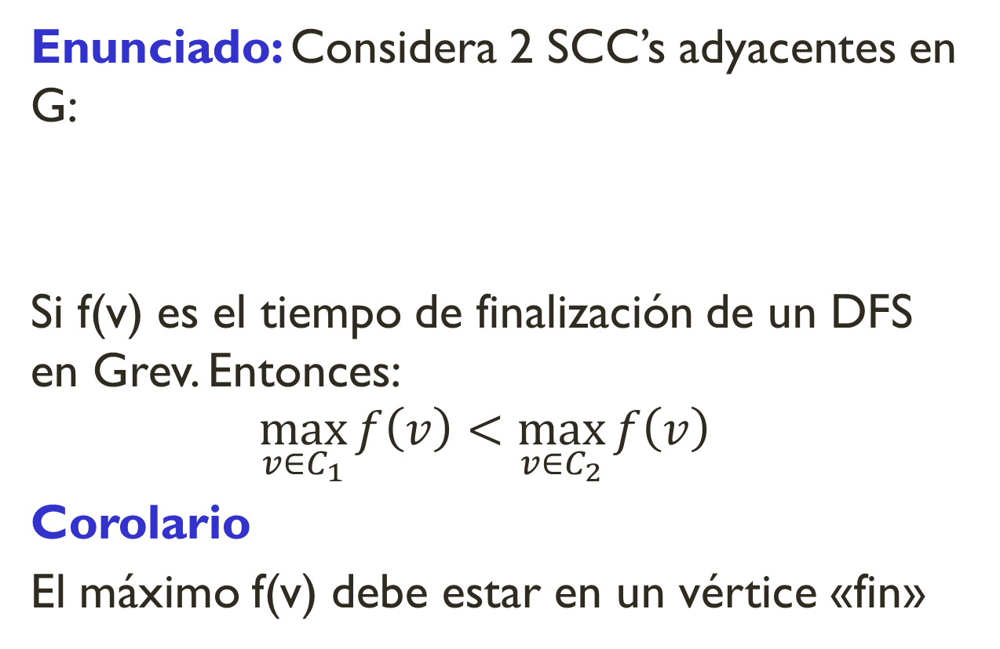 Enunciado: Considera 2 SCC’s adyacentes en
G:
Si f(v) es el tiempo de finalización de un DFS
en Grev. Entonces:
$\max_{v \in C_1} f(v) < \max_{v \in C_2} f(v)$
Corolario
El máximo f(v) debe estar en un vértice «fin»